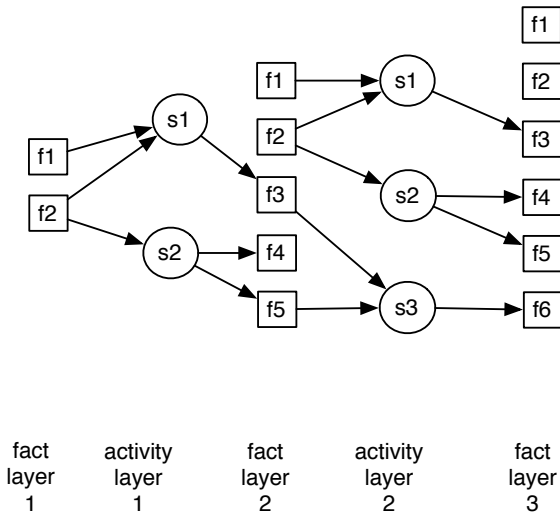 f1
f2
s1
s2
f1
f2
f3
f4
f5
s1
s2
s3
f1
f2
f3
f4
f5
f6
fact
layer
1
activity
layer
1
fact
layer
2
activity
layer
2
fact
layer
3